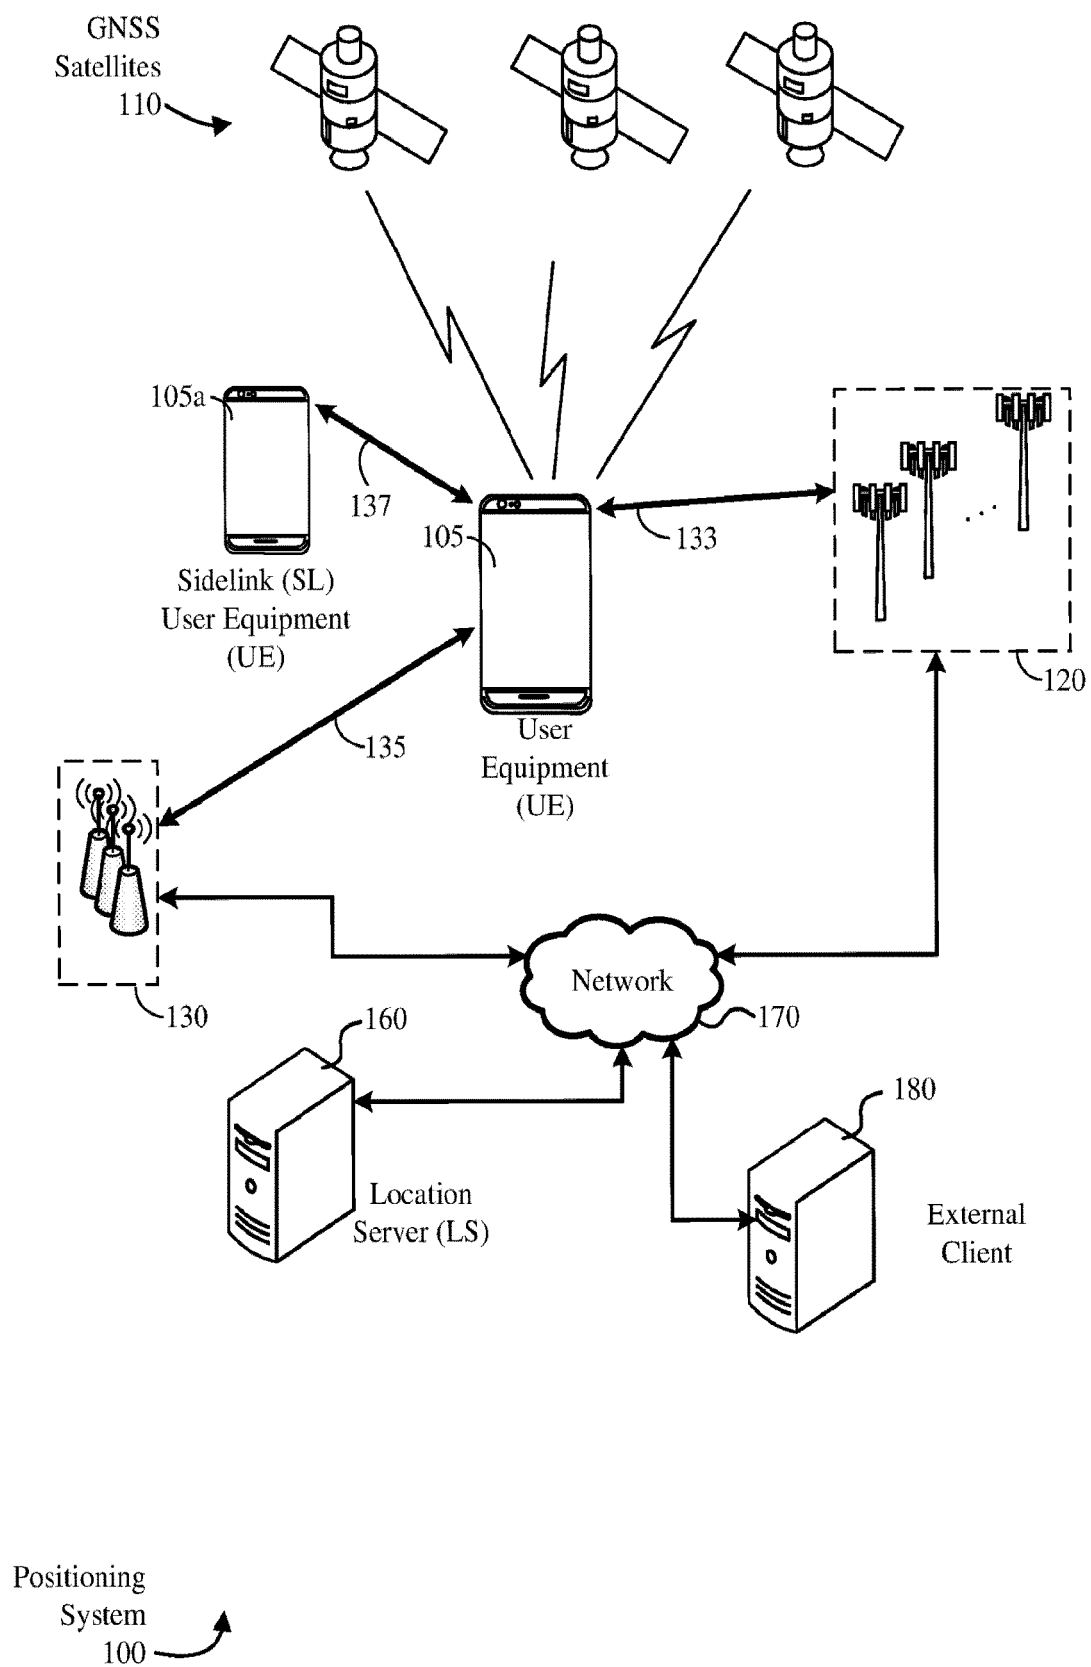 GNSS
Satellites
110
105a
137
105
133
Sidelink (SL)
User Equipment
(UE)
120
135
User
Equipment
(UE)
Network
130
170
160
180
Location
Server (LS)
External
Client
Positioning
System
100